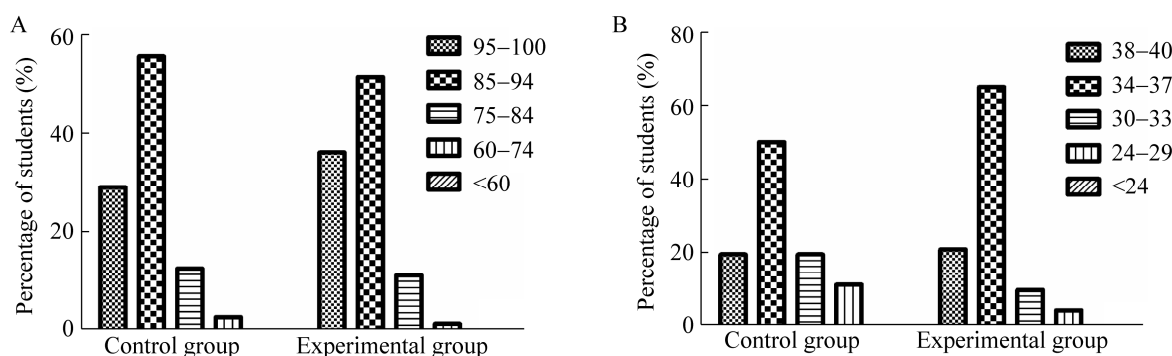 A
Percentage of students (%)
60
40
20
0
Control group
Experimental group
95–100
85–94
75–84
60–74
<60
B
Percentage of students (%)
80
60
40
20
0
Control group
Experimental group
38–40
34–37
30–33
24–29
<24